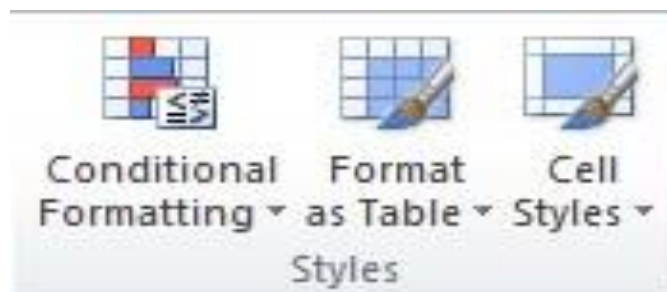 Conditional Formatting
Format as Table
Cell Styles
Styles